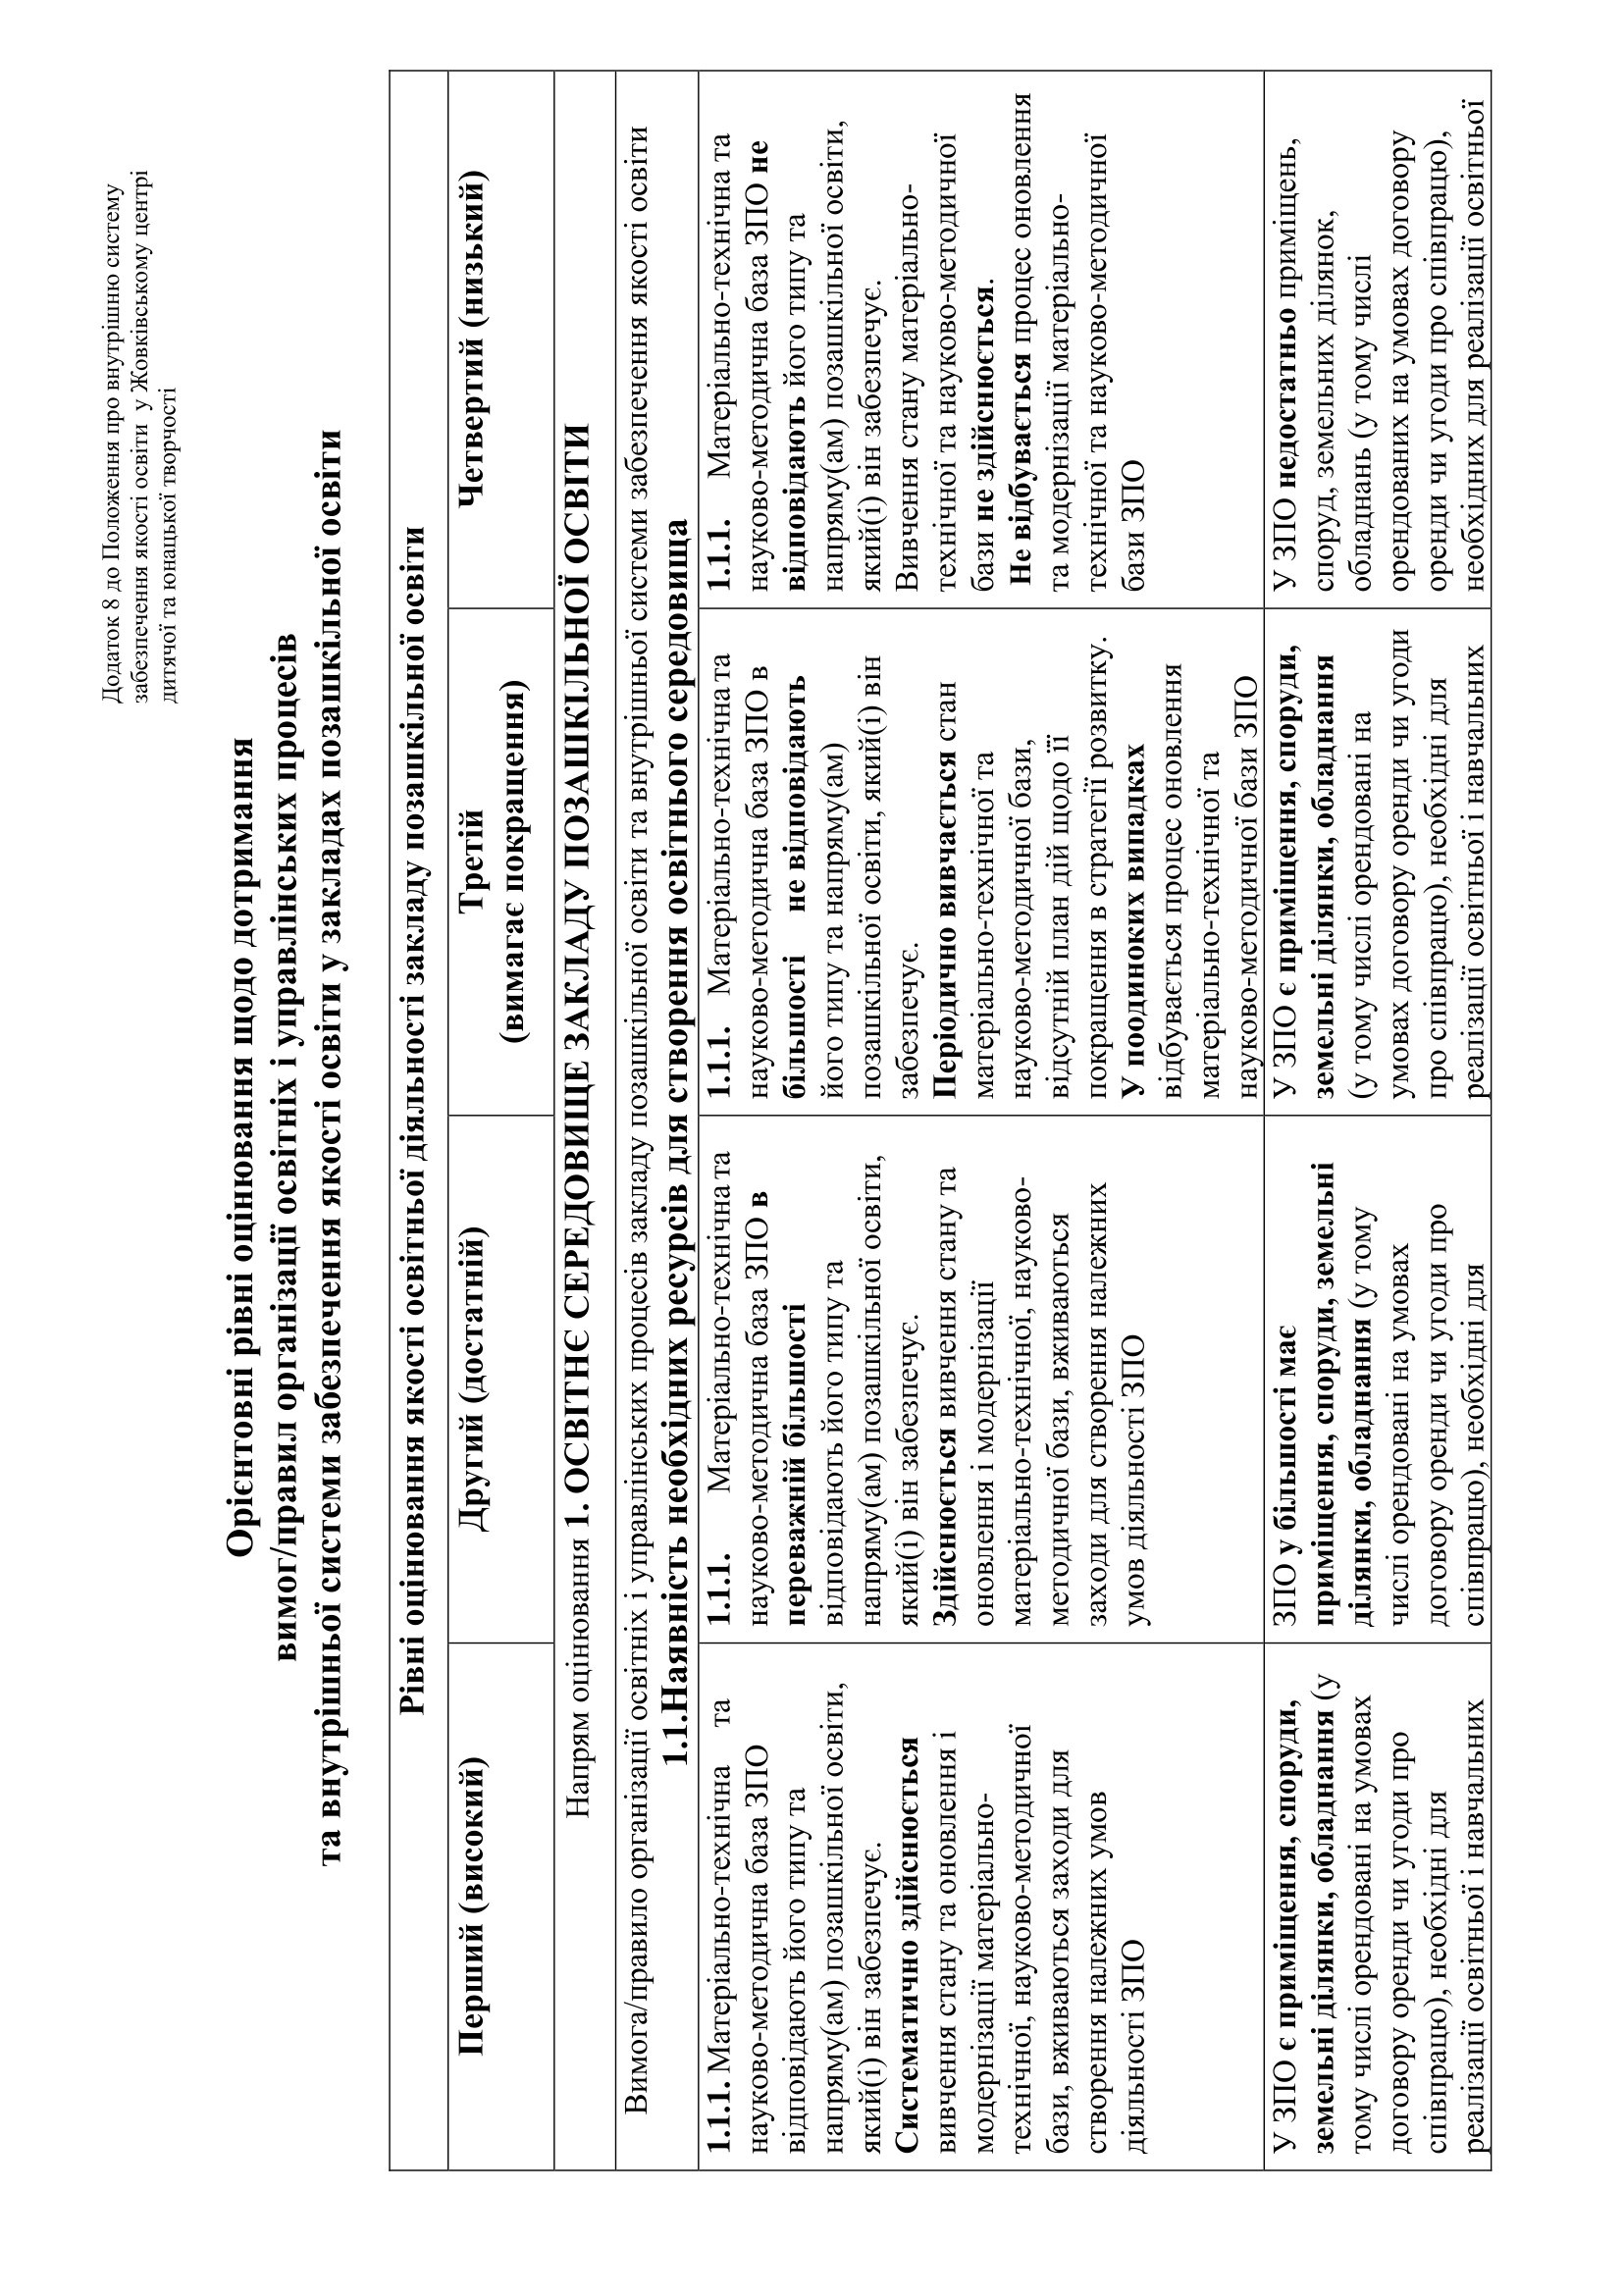 Додаток 8 до Положення про внутрішню систему
забезпечення якості освіти у Жовківському центрі
дитячої та юнацької творчості
Орієнтовні рівні оцінювання щодо дотримання
вимог/правил організації освітніх і управлінських процесів
та внутрішньої системи забезпечення якості освіти у закладах позашкільної освіти
Рівні оцінювання якості освітньої діяльності закладу позашкільної освіти
Перший (високий)
Другий (достатній)
Третій
(вимагає покращення)
Четвертий (низький)
Напрям оцінювання 1. ОСВІТНЄ СЕРЕДОВИЩЕ ЗАКЛАДУ ПОЗАШКІЛЬНОЇ ОСВІТИ
Вимога/правило організації освітніх і управлінських процесів закладу позашкільної освіти та внутрішньої системи забезпечення якості освіти
1.1.Наявність необхідних ресурсів для створення освітнього середовища
1.1.1. Матеріально-технічна та
науково-методична база ЗПО
відповідають його типу та
напряму(ам) позашкільної освіти,
який(і) він забезпечує.
Систематично здійснюється
вивчення стану та оновлення і
модернізації матеріально-
технічної, науково-методичної
бази, вживаються заходи для
створення належних умов
діяльності ЗПО
1.1.1. Матеріально-технічна та
науково-методична база ЗПО в
переважній більшості
відповідають його типу та
напряму(ам) позашкільної освіти,
який(і) він забезпечує.
Здійснюється вивчення стану та
оновлення і модернізації
матеріально-технічної, науково-
методичної бази, вживаються
заходи для створення належних
умов діяльності ЗПО
1.1.1. Матеріально-технічна та
науково-методична база ЗПО в
більшості не відповідають
його типу та напряму(ам)
позашкільної освіти, який(і) він
забезпечує.
Періодично вивчається стан
матеріально-технічної та
науково-методичної бази,
відсутній план дій щодо її
покращення в стратегії розвитку.
У поодиноких випадках
відбувається процес оновлення
матеріально-технічної та
науково-методичної бази ЗПО
1.1.1. Матеріально-технічна та
науково-методична база ЗПО не
відповідають його типу та
напряму(ам) позашкільної освіти,
який(і) він забезпечує.
Вивчення стану матеріально-
технічної та науково-методичної
бази не здійснюється.
Не відбувається процес оновлення
та модернізації матеріально-
технічної та науково-методичної
бази ЗПО
У ЗПО є приміщення, споруди,
земельні ділянки, обладнання (у
тому числі орендовані на умовах
договору оренди чи угоди про
співпрацю), необхідні для
реалізації освітньої і навчальних
ЗПО у більшості має
приміщення, споруди, земельні
ділянки, обладнання (у тому
числі орендовані на умовах
договору оренди чи угоди про
співпрацю), необхідні для
У ЗПО є приміщення, споруди,
земельні ділянки, обладнання
(у тому числі орендовані на
умовах договору оренди чи угоди
про співпрацю), необхідні для
реалізації освітньої і навчальних
У ЗПО недостатньо приміщень,
споруд, земельних ділянок,
обладнань (у тому числі
орендованих на умовах договору
оренди чи угоди про співпрацю),
необхідних для реалізації освітньої